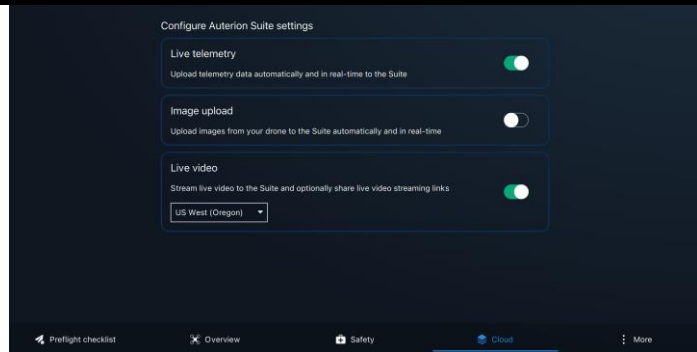 Configure Auterion Suite settings
Live telemetry
Upload telemetry data automatically and in real-time to the Suite
Image upload
Upload images from your drone to the Suite automatically and in real-time
Live video
Stream live video to the Suite and optionally share live video streaming links
US West (Oregon)
Preflight checklist
Overview
Safety
Cloud
More